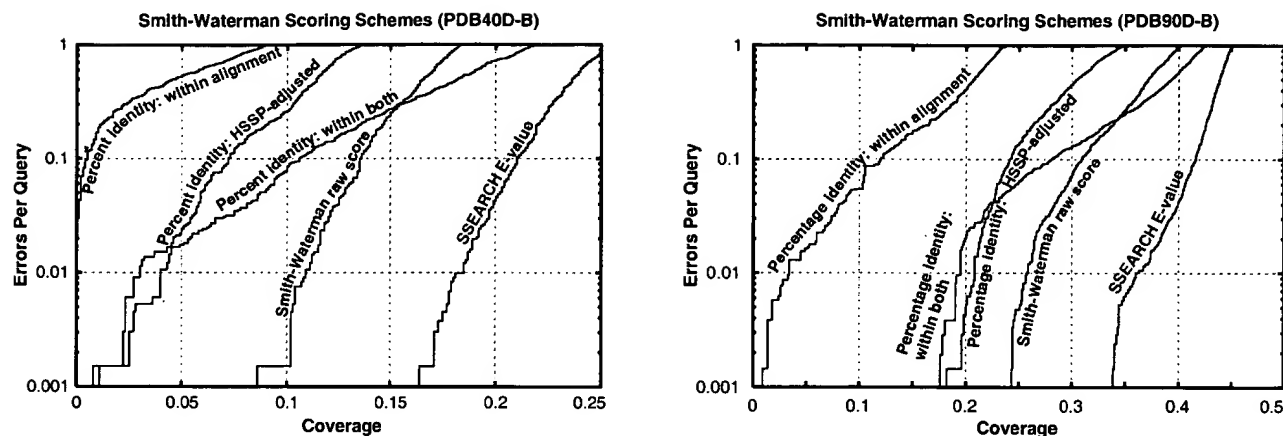 Smith-Waterman Scoring Schemes (PDB40D-B)
Errors Per Query
1
0.1
0.01
0.001
Percent identity: within alignment
Percent identity: HSSP-adjusted
Percent identity: within both
Smith-Waterman raw score
SSEARCH E-value
0
0.05
0.1
0.15
0.2
0.25
Coverage
Smith-Waterman Scoring Schemes (PDB90D-B)
Errors Per Query
1
0.1
0.01
0.001
Percentage identity: within alignment
Percentage identity:
within both
Percentage identity: HSSP-adjusted
Smith-Waterman raw score
SSEARCH E-value
0
0.1
0.2
0.3
0.4
0.5
Coverage